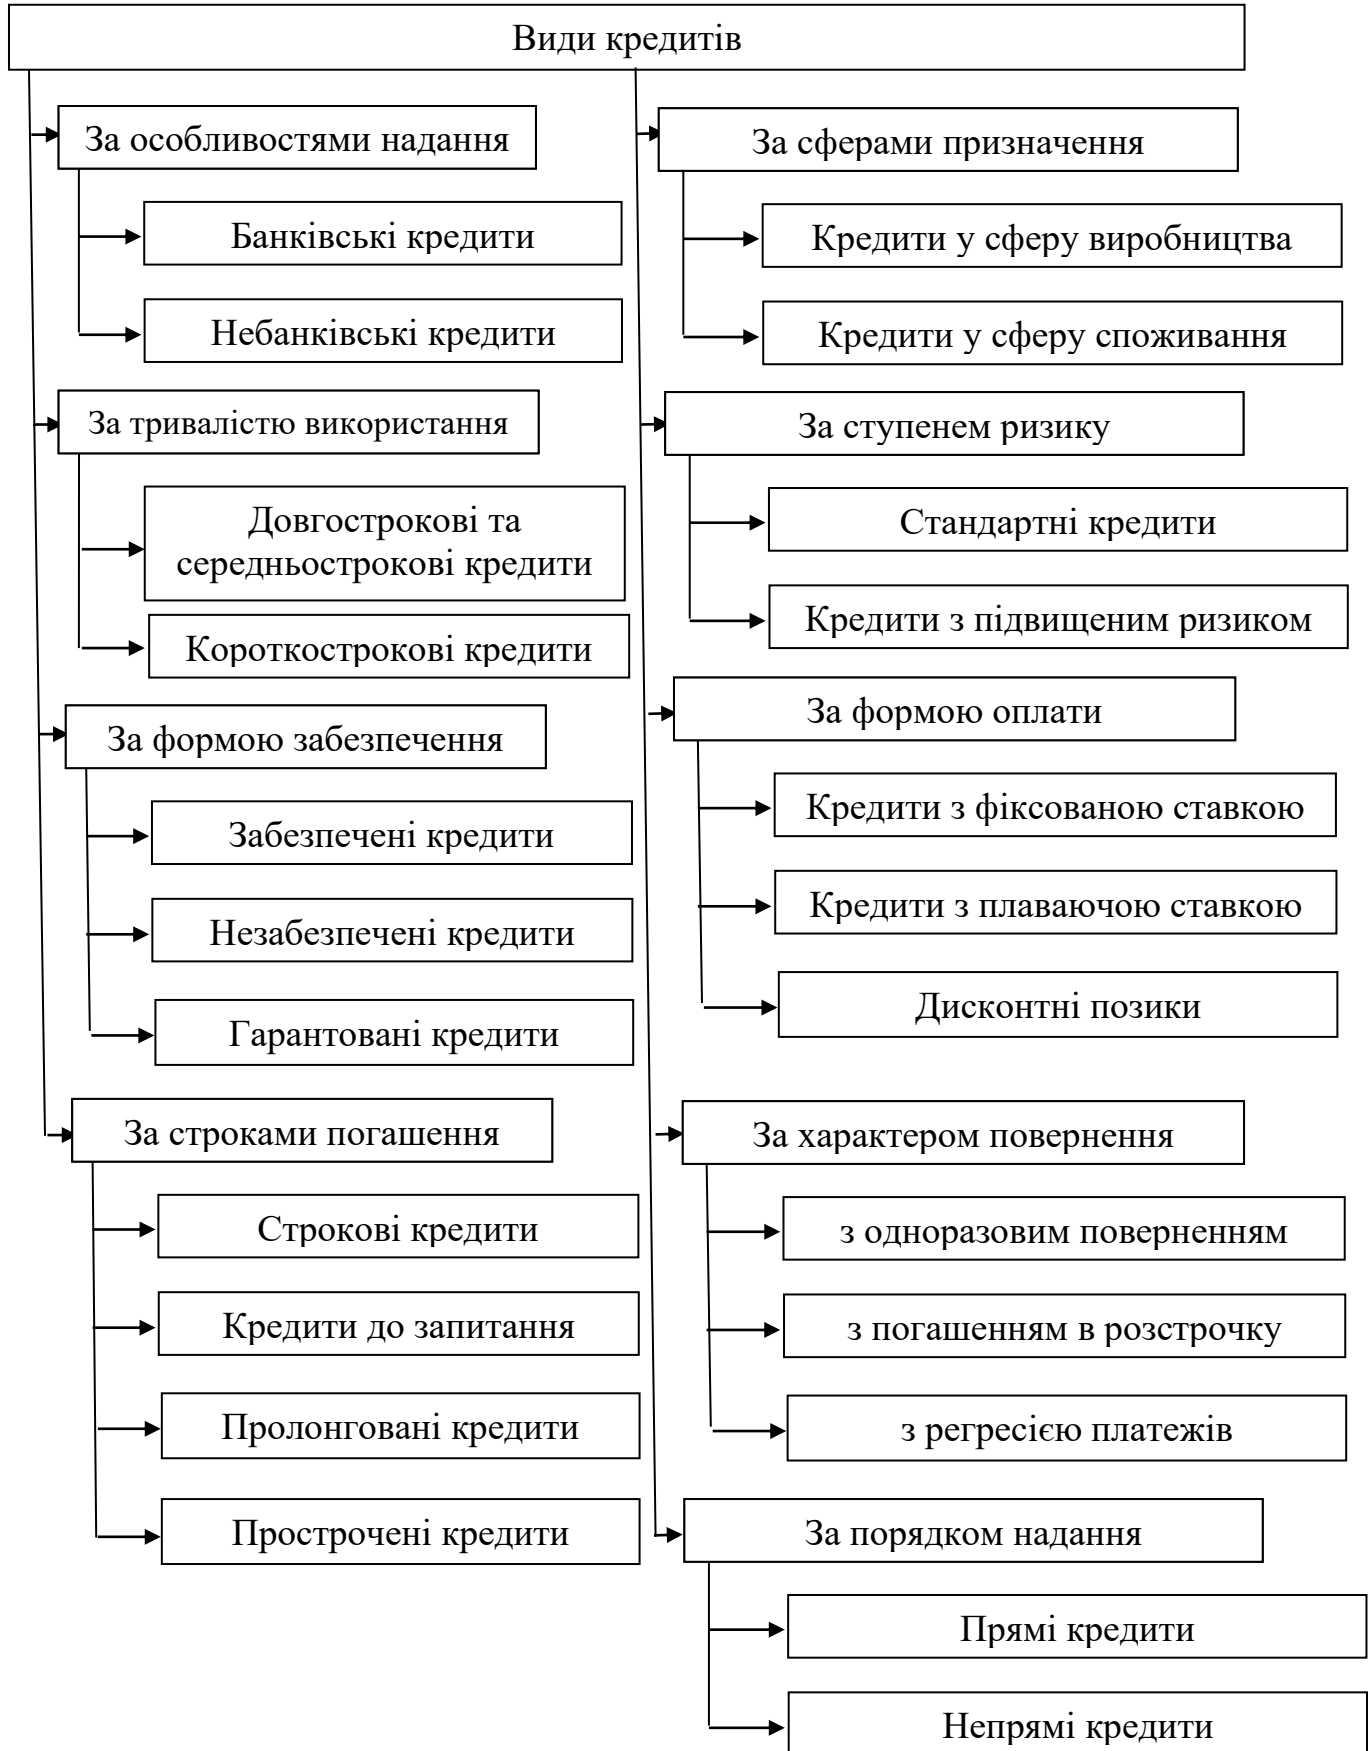 Види кредитів
За особливостями надання
Банківські кредити
Небанківські кредити
За тривалістю використання
Довгострокові та
середньострокові кредити
Короткострокові кредити
За формою забезпечення
Забезпечені кредити
Незабезпечені кредити
Гарантовані кредити
За строками погашення
Строкові кредити
Кредити до запитання
Пролонговані кредити
Прострочені кредити
За сферами призначення
Кредити у сферу виробництва
Кредити у сферу споживання
За ступенем ризику
Стандартні кредити
Кредити з підвищеним ризиком
За формою оплати
Кредити з фіксованою ставкою
Кредити з плаваючою ставкою
Дисконтні позики
За характером повернення
з одноразовим поверненням
з погашенням в розстрочку
з регресією платежів
За порядком надання
Прямі кредити
Непрямі кредити